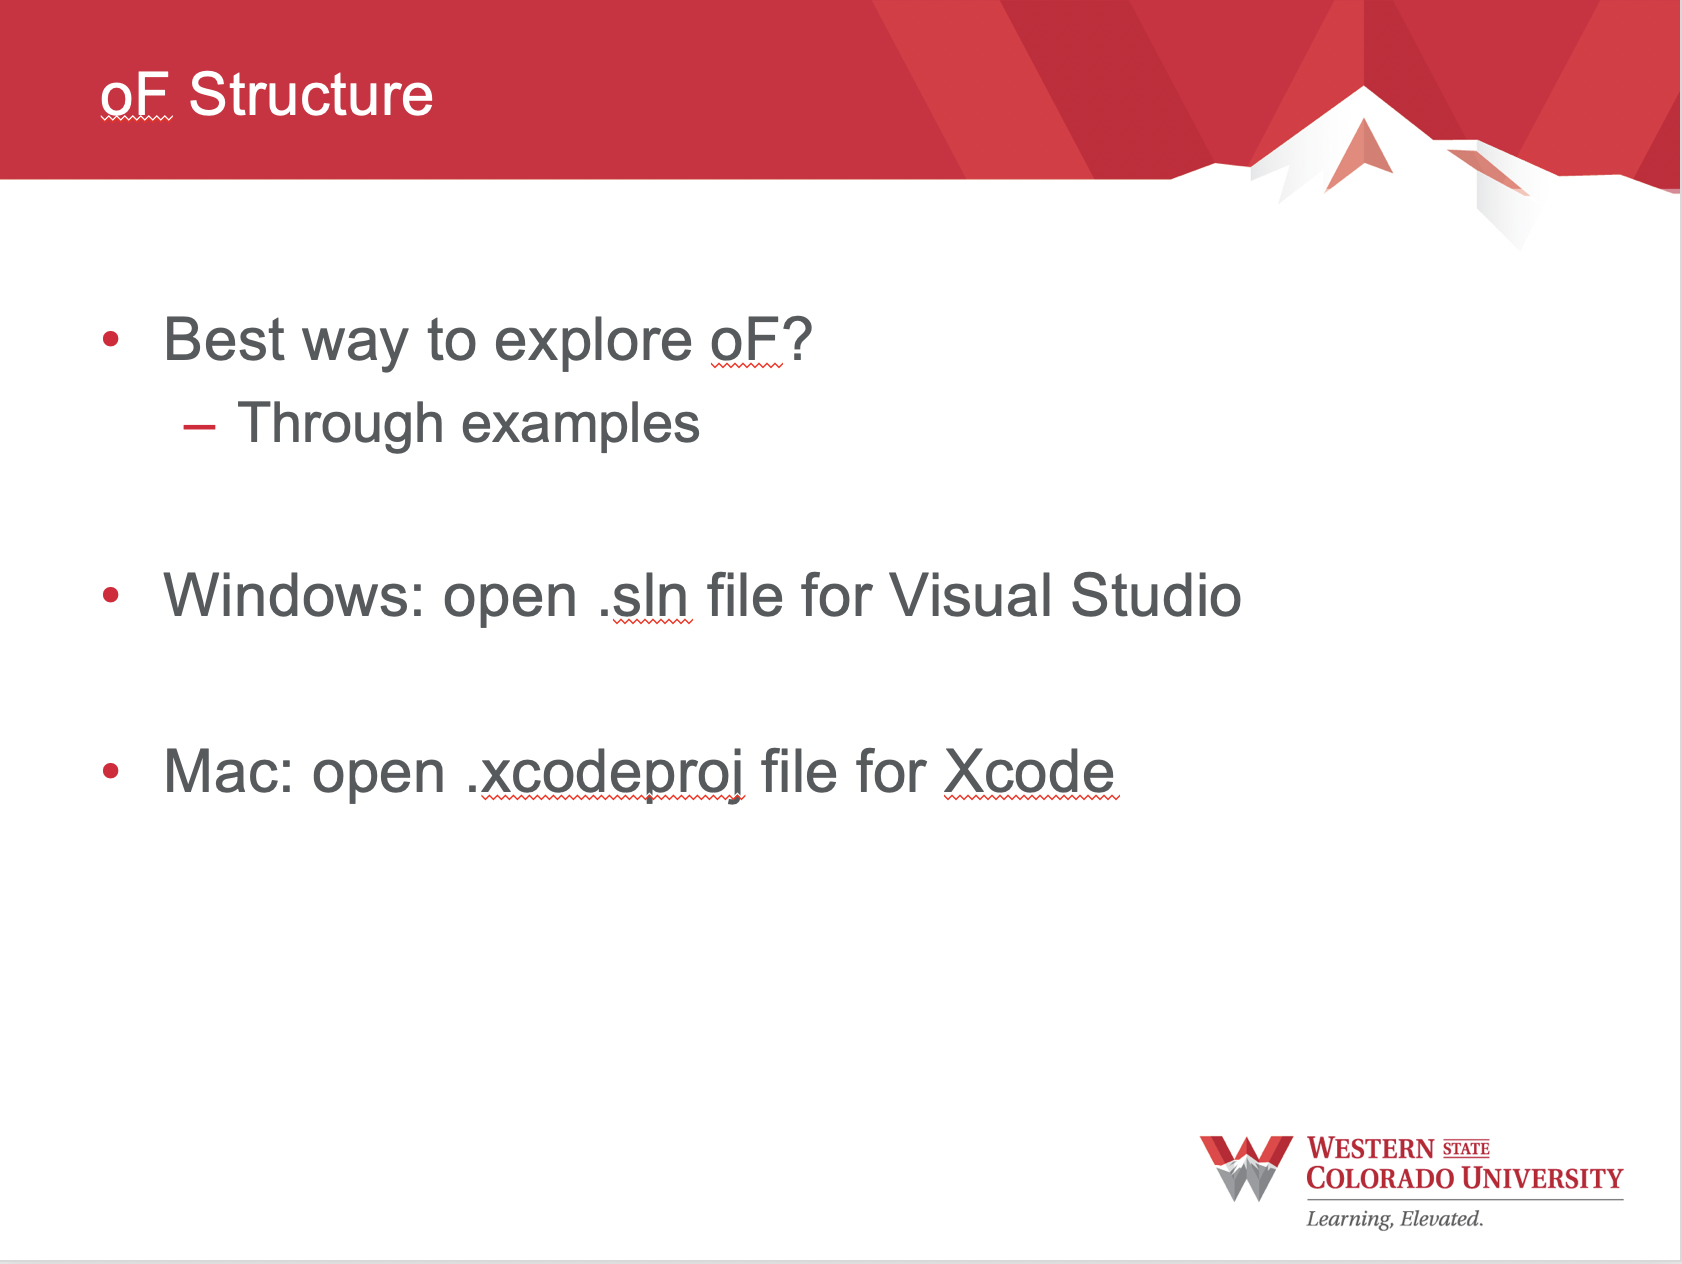 oF Structure
• Best way to explore oF?
– Through examples
• Windows: open .sln file for Visual Studio
• Mac: open .xcodeproj file for Xcode
WESTERN STATE
COLORADO UNIVERSITY
Learning, Elevated.